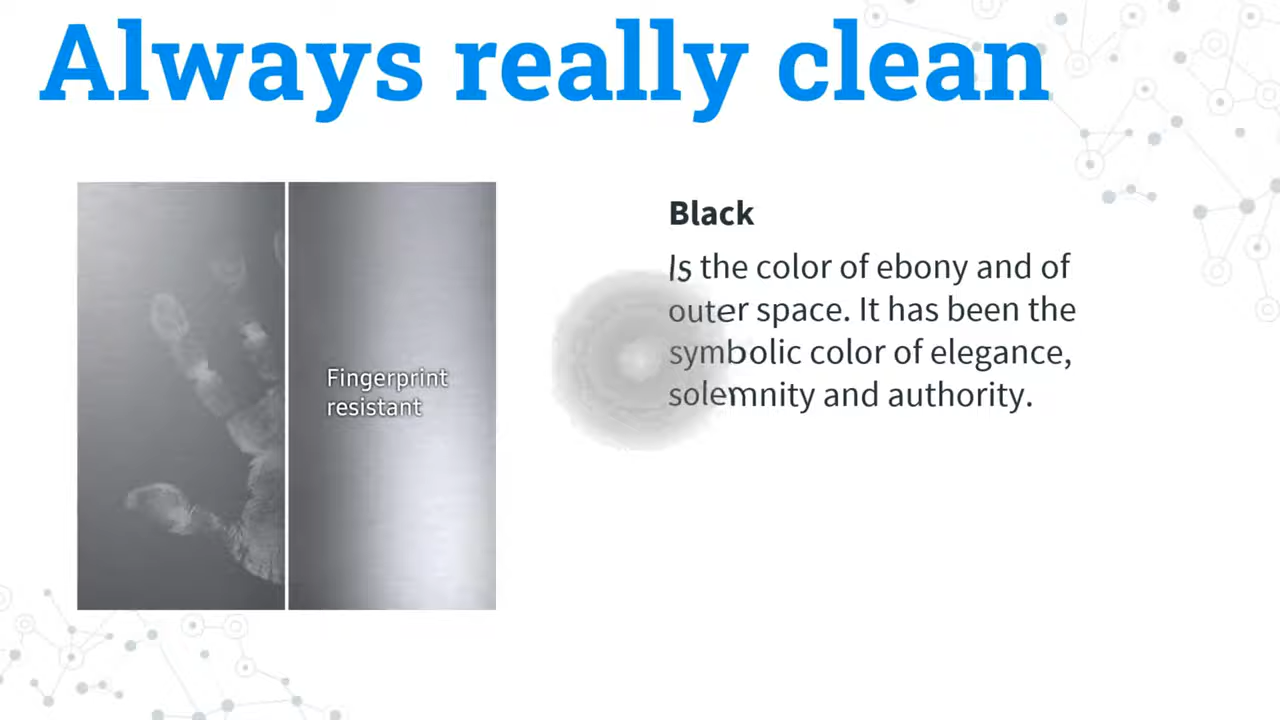 Always really clean
Fingerprint
resistant
Black
Is the color of ebony and of
outer space. It has been the
symbolic color of elegance,
solemnity and authority.